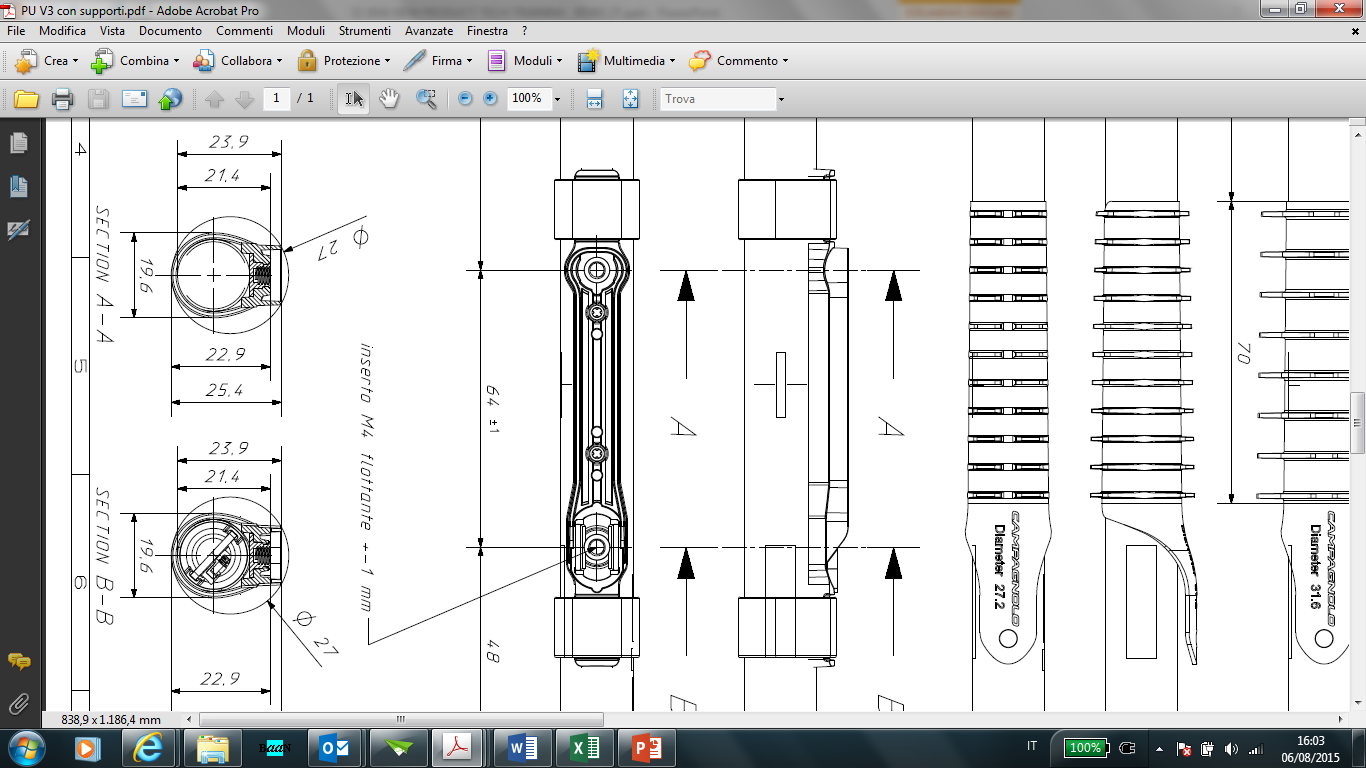 PU V3 con supporti.pdf - Adobe Acrobat Pro
File Modifica Vista Documento Commenti Moduli Strumenti Avanzate Finestra ?
Crea Combina Collabora Protezione Firma Moduli Multimedia Commento
1 / 1 100% Trova
4
5
6
23,9
21,4
SECTION A-A
19,6
Ø 27
22,9
25,4
23,9
21,4
SECTION B-B
19,6
Ø 27
22,9
inserto M4 flottante +-1 mm
64 ±1
48
A
A
70
CAMPAGNOLO
Diameter 27.2
CAMPAGNOLO
Diameter 31.6
838,9 x 1.186,4 mm
BaaN
IT 100% 16:03
06/08/2015